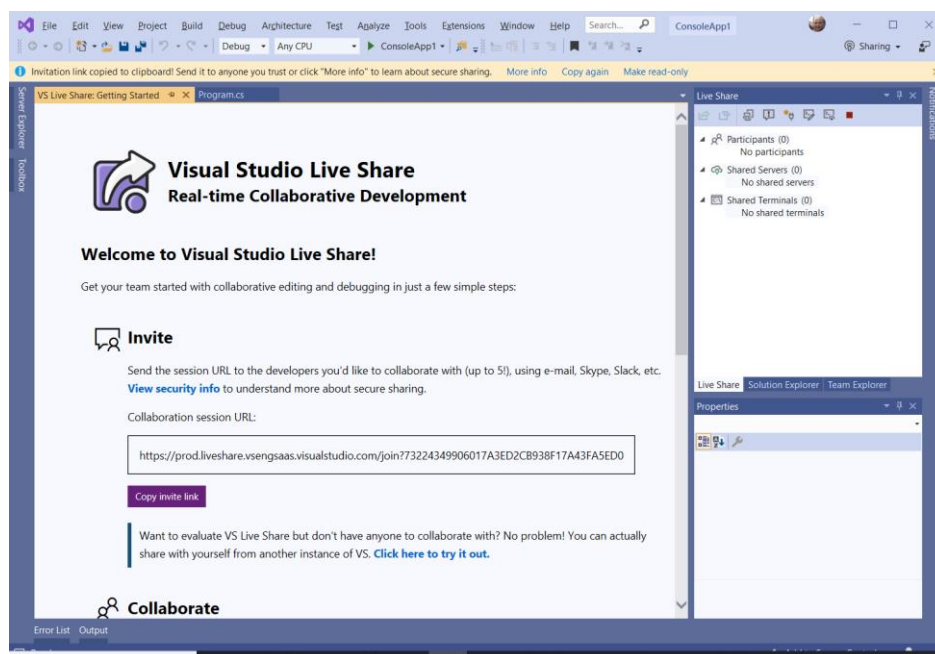 File Edit View Project Build Debug Architecture Test Analyze Tools Extensions Window Help Search... ConsoleApp1
Debug Any CPU ConsoleApp1 Sharing
Invitation link copied to clipboard! Send it to anyone you trust or click "More info" to learn about secure sharing. More info Copy again Make read-only
Server Explorer
Toolbox
VS Live Share: Getting Started Program.cs
Visual Studio Live Share
Real-time Collaborative Development
Welcome to Visual Studio Live Share!
Get your team started with collaborative editing and debugging in just a few simple steps:
Invite
Send the session URL to the developers you'd like to collaborate with (up to 5!), using e-mail, Skype, Slack, etc.
View security info to understand more about secure sharing.
Collaboration session URL:
https://prod.liveshare.vsengsaas.visualstudio.com/join?73224349906017A3ED2CB938F17A43FA5ED0
Copy invite link
Want to evaluate VS Live Share but don't have anyone to collaborate with? No problem! You can actually
share with yourself from another instance of VS. Click here to try it out.
Collaborate
Live Share
Participants (0)
No participants
Shared Servers (0)
No shared servers
Shared Terminals (0)
No shared terminals
Live Share Solution Explorer Team Explorer
Properties
Notifications
Error List Output